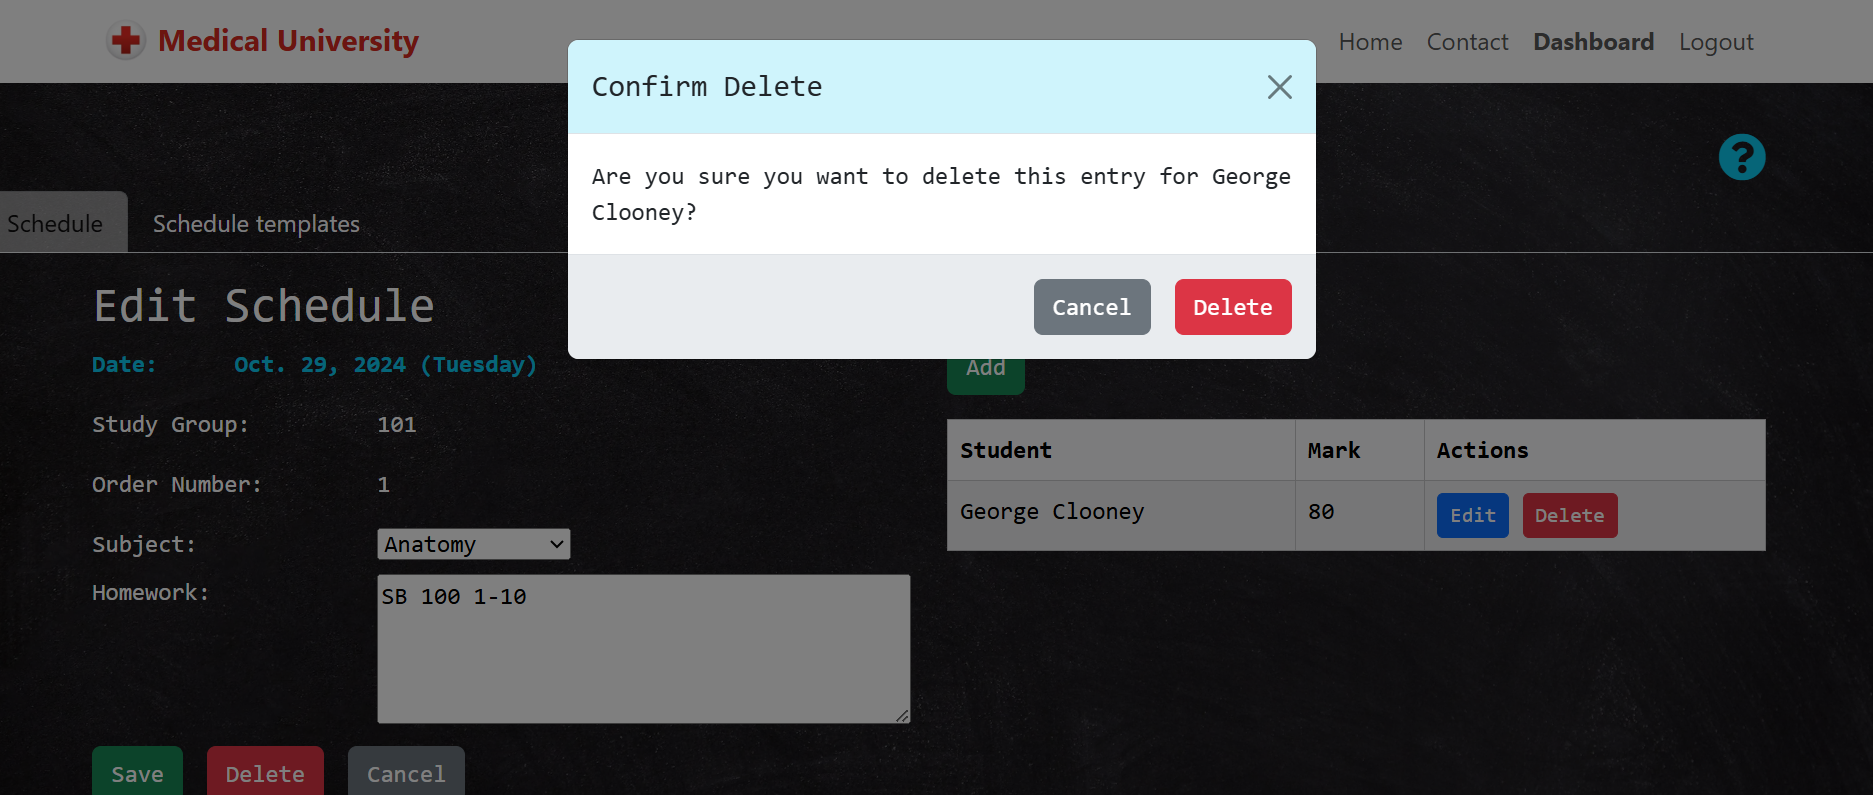 Medical University
Home Contact Dashboard Logout
Confirm Delete
Are you sure you want to delete this entry for George
Clooney?
Cancel Delete
Schedule Schedule templates
?
Edit Schedule
Date: Oct. 29, 2024 (Tuesday)
Study Group: 101
Order Number: 1
Subject: Anatomy
Homework: SB 100 1-10
Save Delete Cancel
Add
Student Mark Actions
George Clooney 80 Edit Delete